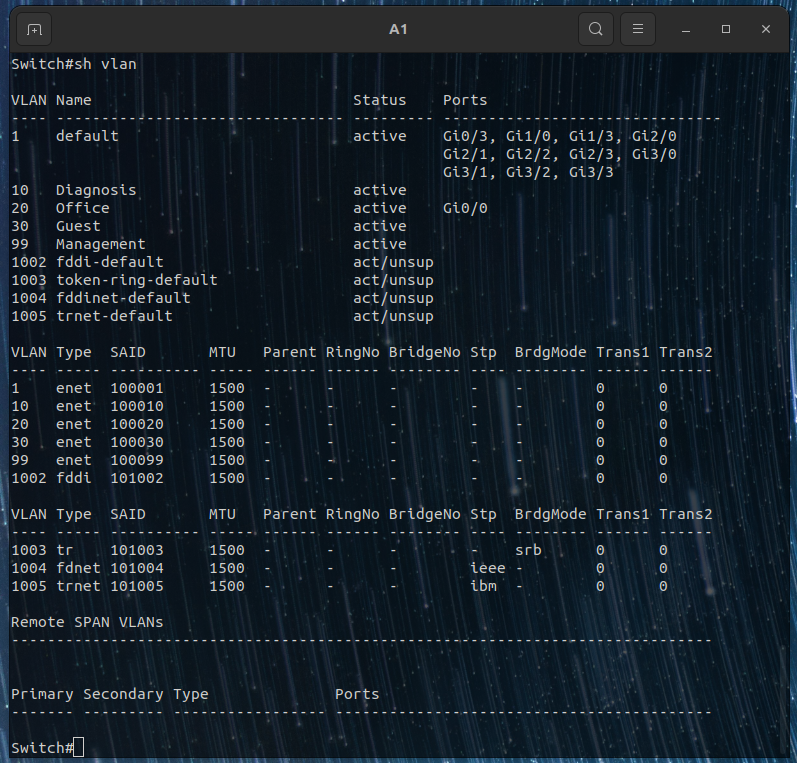 A1
Switch#sh vlan
VLAN Name                             Status    Ports
---- -------------------------------- --------- -------------------------------
1    default                          active    Gi0/3, Gi1/0, Gi1/3, Gi2/0
                                                Gi2/1, Gi2/2, Gi2/3, Gi3/0
                                                Gi3/1, Gi3/2, Gi3/3
10   Diagnosis                        active
20   Office                           active    Gi0/0
30   Guest                            active
99   Management                       active
1002 fddi-default                     act/unsup
1003 token-ring-default               act/unsup
1004 fddinet-default                  act/unsup
1005 trnet-default                    act/unsup
VLAN Type  SAID       MTU   Parent RingNo BridgeNo Stp  BrdgMode Trans1 Trans2
---- ----- ---------- ----- ------ ------ -------- ---- -------- ------ ------
1    enet  100001     1500  -      -      -        -    -        0      0
10   enet  100010     1500  -      -      -        -    -        0      0
20   enet  100020     1500  -      -      -        -    -        0      0
30   enet  100030     1500  -      -      -        -    -        0      0
99   enet  100099     1500  -      -      -        -    -        0      0
1002 fddi  101002     1500  -      -      -        -    -        0      0
VLAN Type  SAID       MTU   Parent RingNo BridgeNo Stp  BrdgMode Trans1 Trans2
---- ----- ---------- ----- ------ ------ -------- ---- -------- ------ ------
1003 tr    101003     1500  -      -      -        -    srb      0      0
1004 fdnet 101004     1500  -      -      -        ieee -        0      0
1005 trnet 101005     1500  -      -      -        ibm  -        0      0
Remote SPAN VLANs
------------------------------------------------------------------------------
Primary Secondary Type              Ports
------- --------- ----------------- ------------------------------------------
Switch#